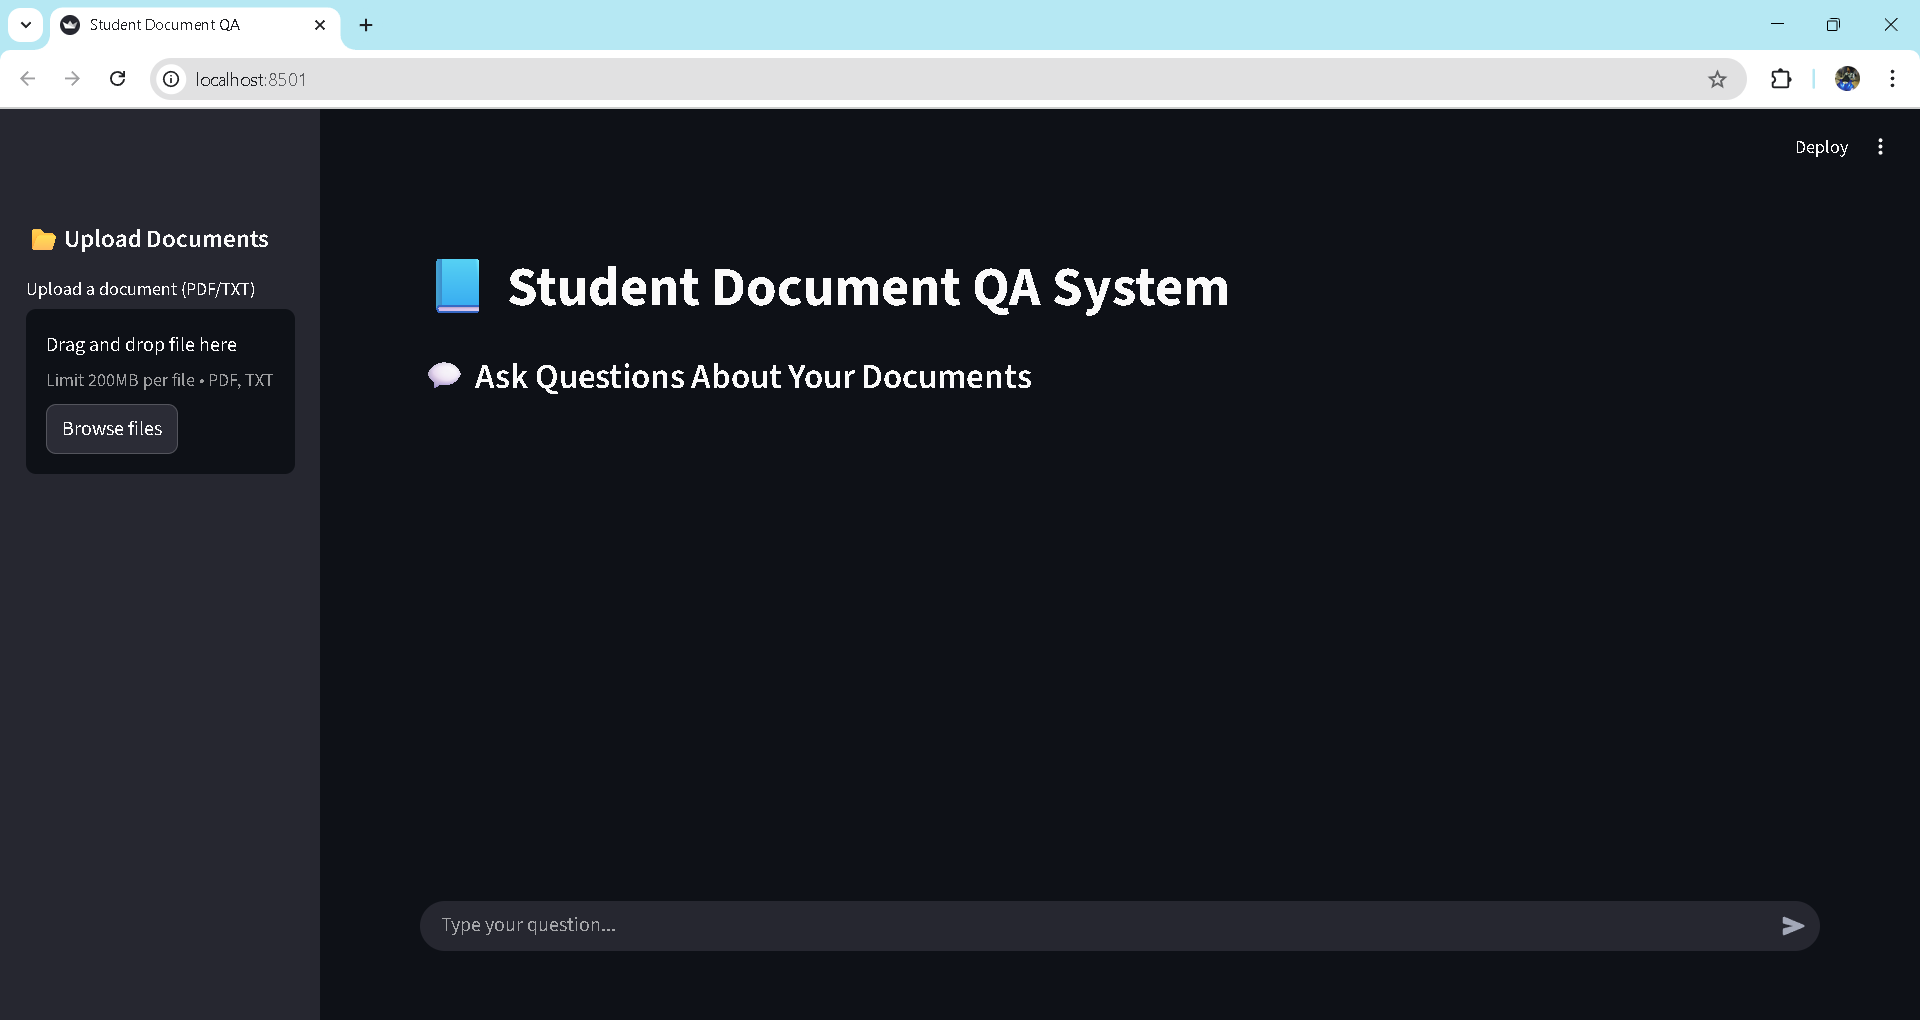 Student Document QA
localhost:8501
Deploy
Upload Documents
Upload a document (PDF/TXT)
Drag and drop file here
Limit 200MB per file • PDF, TXT
Browse files
Student Document QA System
Ask Questions About Your Documents
Type your question...